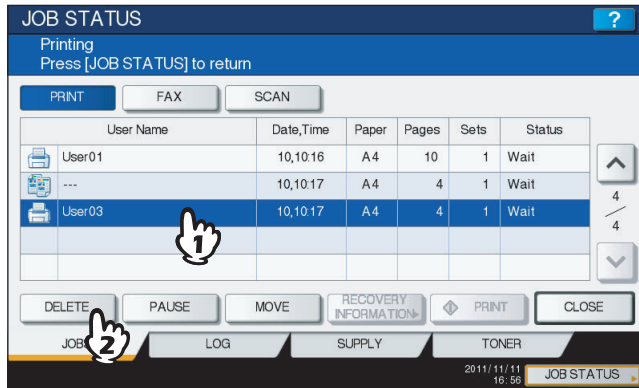 JOB STATUS ?
Printing
Press [JOB STATUS] to return
PRINT FAX SCAN
User Name Date,Time Paper Pages Sets Status
User01 10,10:16 A4 10 1 Wait
--- 10,10:17 A4 4 1 Wait
User03 10,10:17 A4 4 1 Wait
1
4
4
DELETE PAUSE MOVE RECOVERY INFORMATION PRINT CLOSE
2
JOBS LOG SUPPLY TONER
2011/11/11
16:56
JOB STATUS